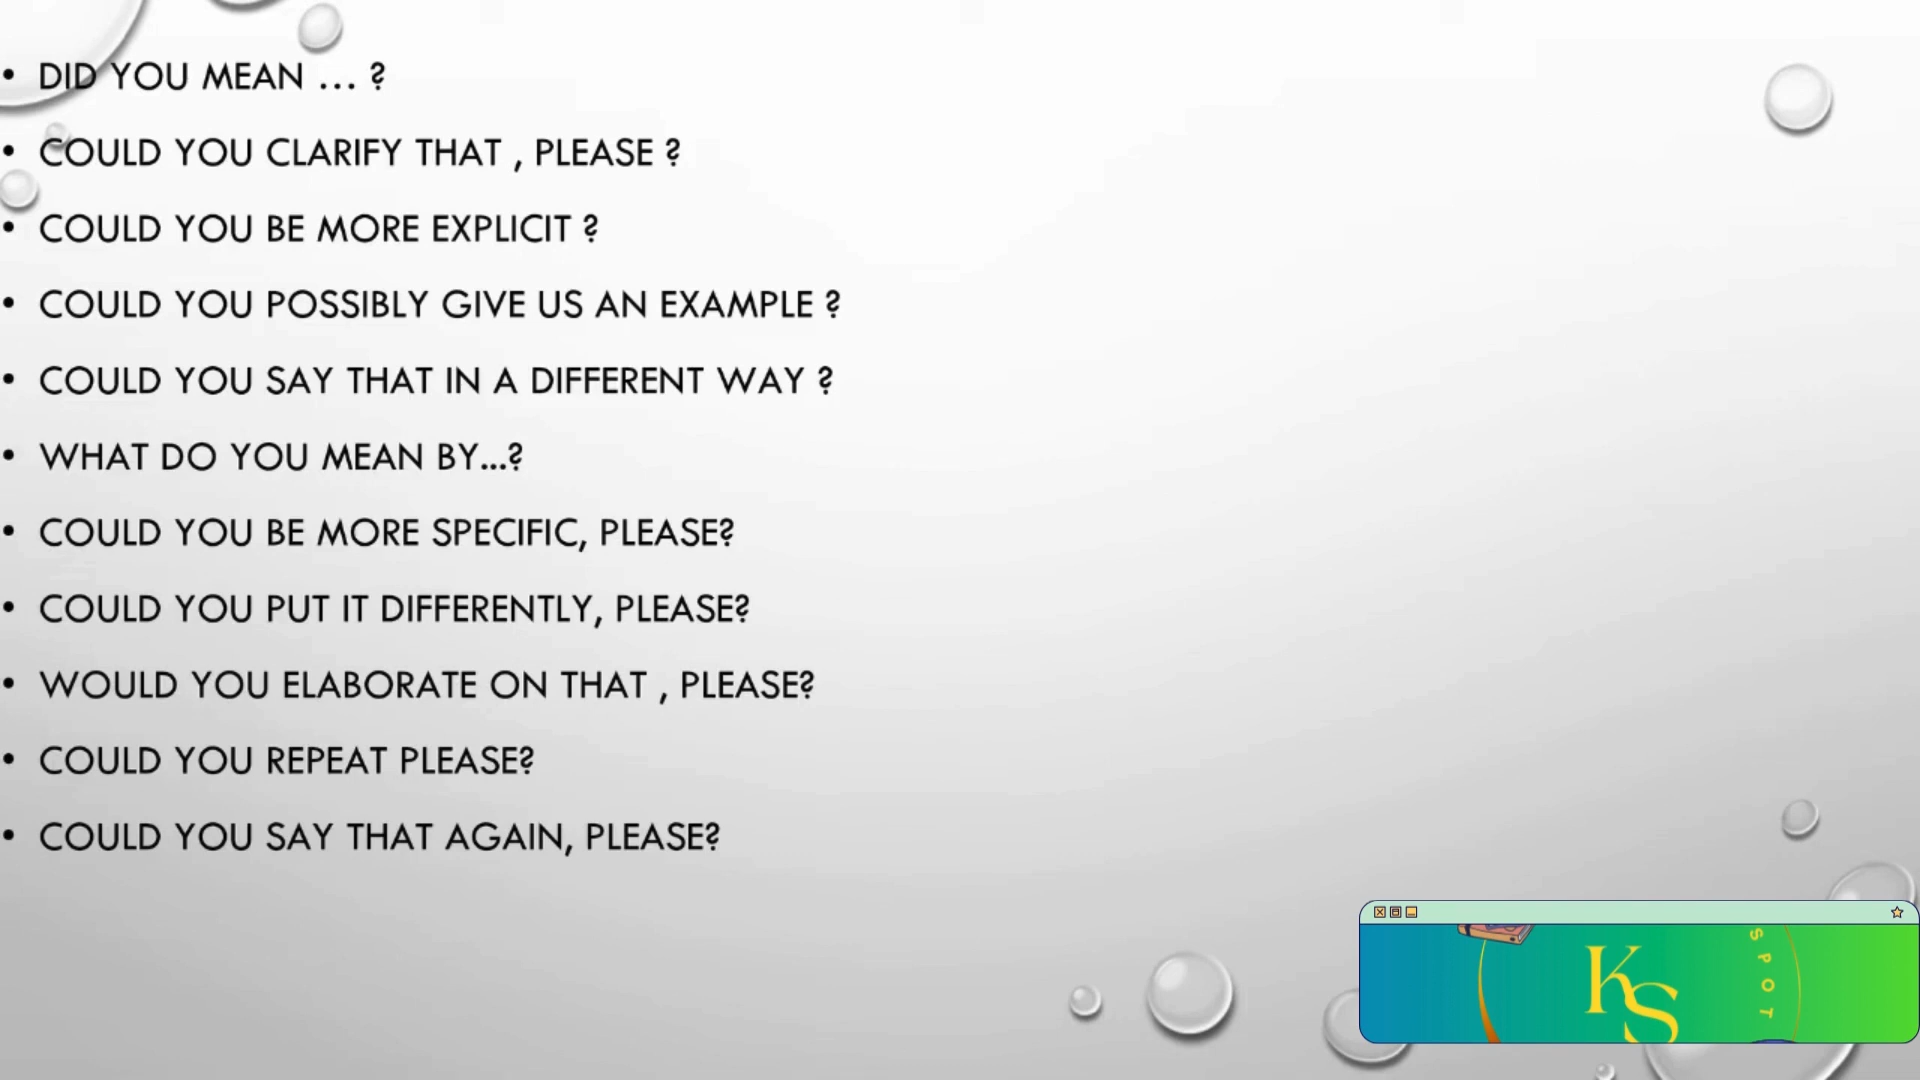 • DID YOU MEAN ... ?
• COULD YOU CLARIFY THAT , PLEASE ?
• COULD YOU BE MORE EXPLICIT ?
• COULD YOU POSSIBLY GIVE US AN EXAMPLE ?
• COULD YOU SAY THAT IN A DIFFERENT WAY ?
• WHAT DO YOU MEAN BY...?
• COULD YOU BE MORE SPECIFIC, PLEASE?
• COULD YOU PUT IT DIFFERENTLY, PLEASE?
• WOULD YOU ELABORATE ON THAT , PLEASE?
• COULD YOU REPEAT PLEASE?
• COULD YOU SAY THAT AGAIN, PLEASE?
KS
SPOT